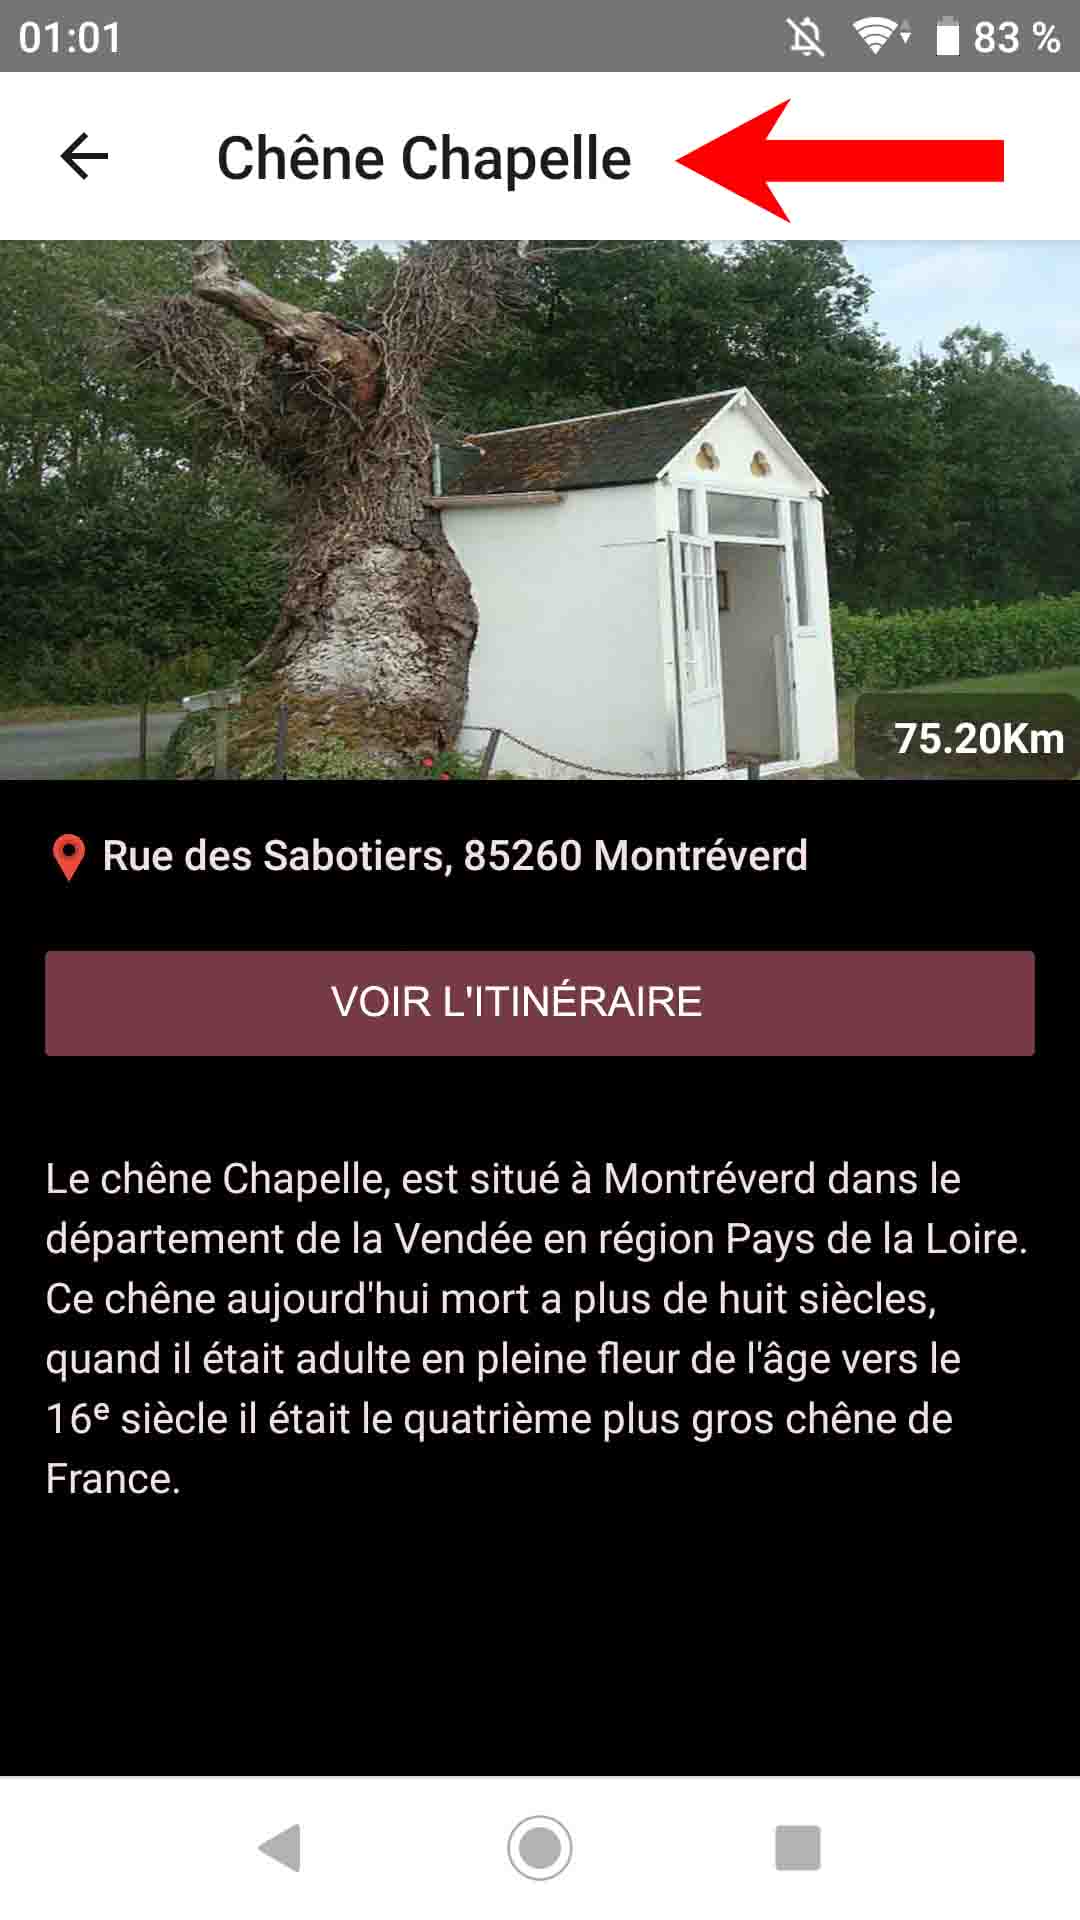 01:01 83 %
Chêne Chapelle
75.20Km
Rue des Sabotiers, 85260 Montréverd
VOIR L'ITINÉRAIRE
Le chêne Chapelle, est situé à Montréverd dans le
département de la Vendée en région Pays de la Loire.
Ce chêne aujourd'hui mort a plus de huit siècles,
quand il était adulte en pleine fleur de l'âge vers le
16ᵉ siècle il était le quatrième plus gros chêne de
France.